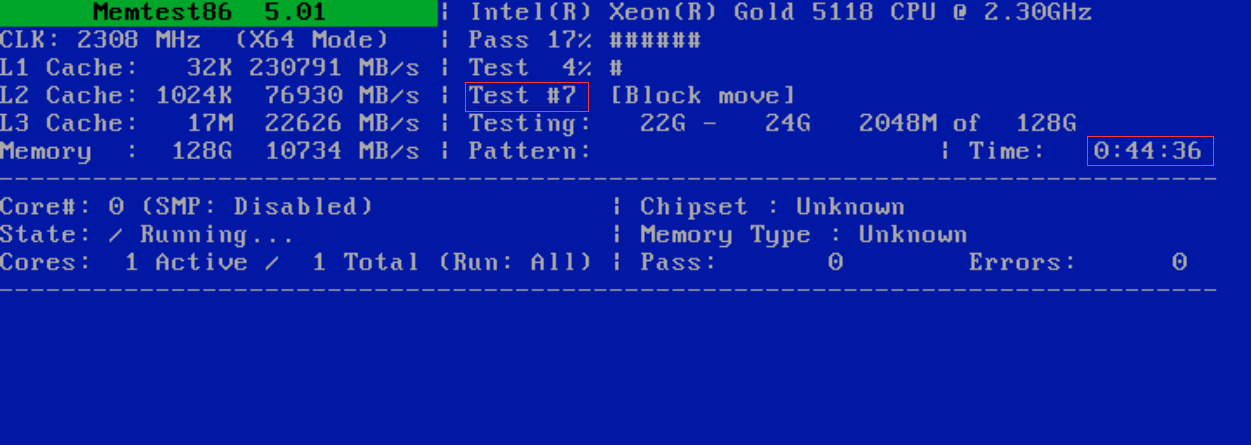 Memtest86 5.01 | Intel(R) Xeon(R) Gold 5118 CPU @ 2.30GHz
CLK: 2308 MHz (X64 Mode) | Pass 17% ######
L1 Cache: 32K 230791 MB/s | Test 4% #
L2 Cache: 1024K 76930 MB/s | Test #7 [Block move]
L3 Cache: 17M 22626 MB/s | Testing: 22G - 24G 2048M of 128G
Memory : 128G 10734 MB/s | Pattern: | Time: 0:44:36
Core#: 0 (SMP: Disabled) | Chipset : Unknown
State: / Running... | Memory Type : Unknown
Cores: 1 Active / 1 Total (Run: All) | Pass: 0 Errors: 0